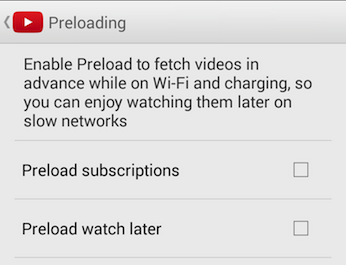 Preloading
Enable Preload to fetch videos in
advance while on Wi-Fi and charging, so
you can enjoy watching them later on
slow networks
Preload subscriptions
Preload watch later